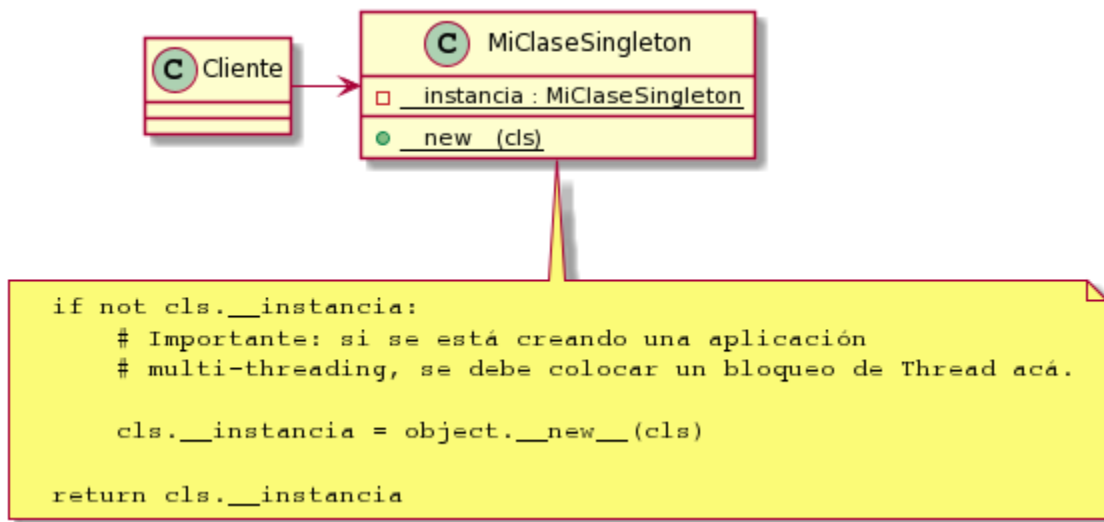 C Cliente
C MiClaseSingleton
__instancia : MiClaseSingleton
__new__(cls)
if not cls.__instancia:
# Importante: si se está creando una aplicación
# multi-threading, se debe colocar un bloqueo de Thread acá.
cls.__instancia = object.__new__(cls)
return cls.__instancia